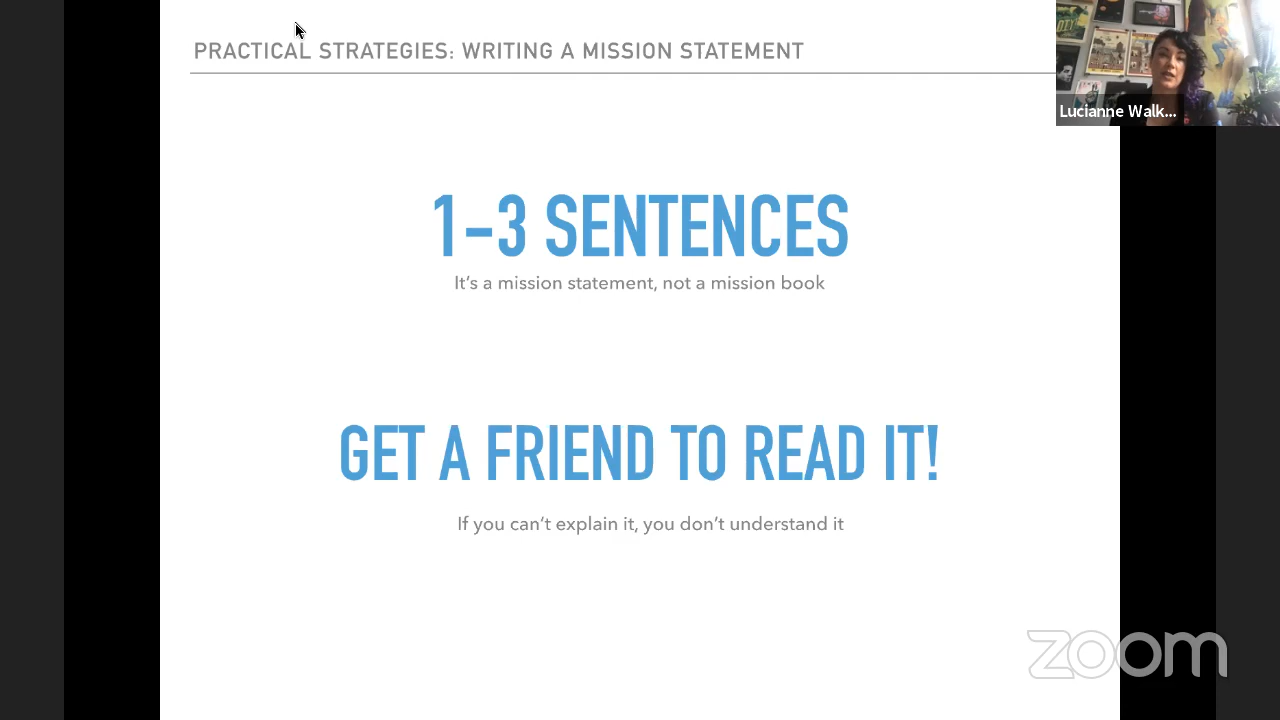 PRACTICAL STRATEGIES: WRITING A MISSION STATEMENT
Lucianne Walk...
1-3 SENTENCES
It's a mission statement, not a mission book
GET A FRIEND TO READ IT!
If you can't explain it, you don't understand it
zoom